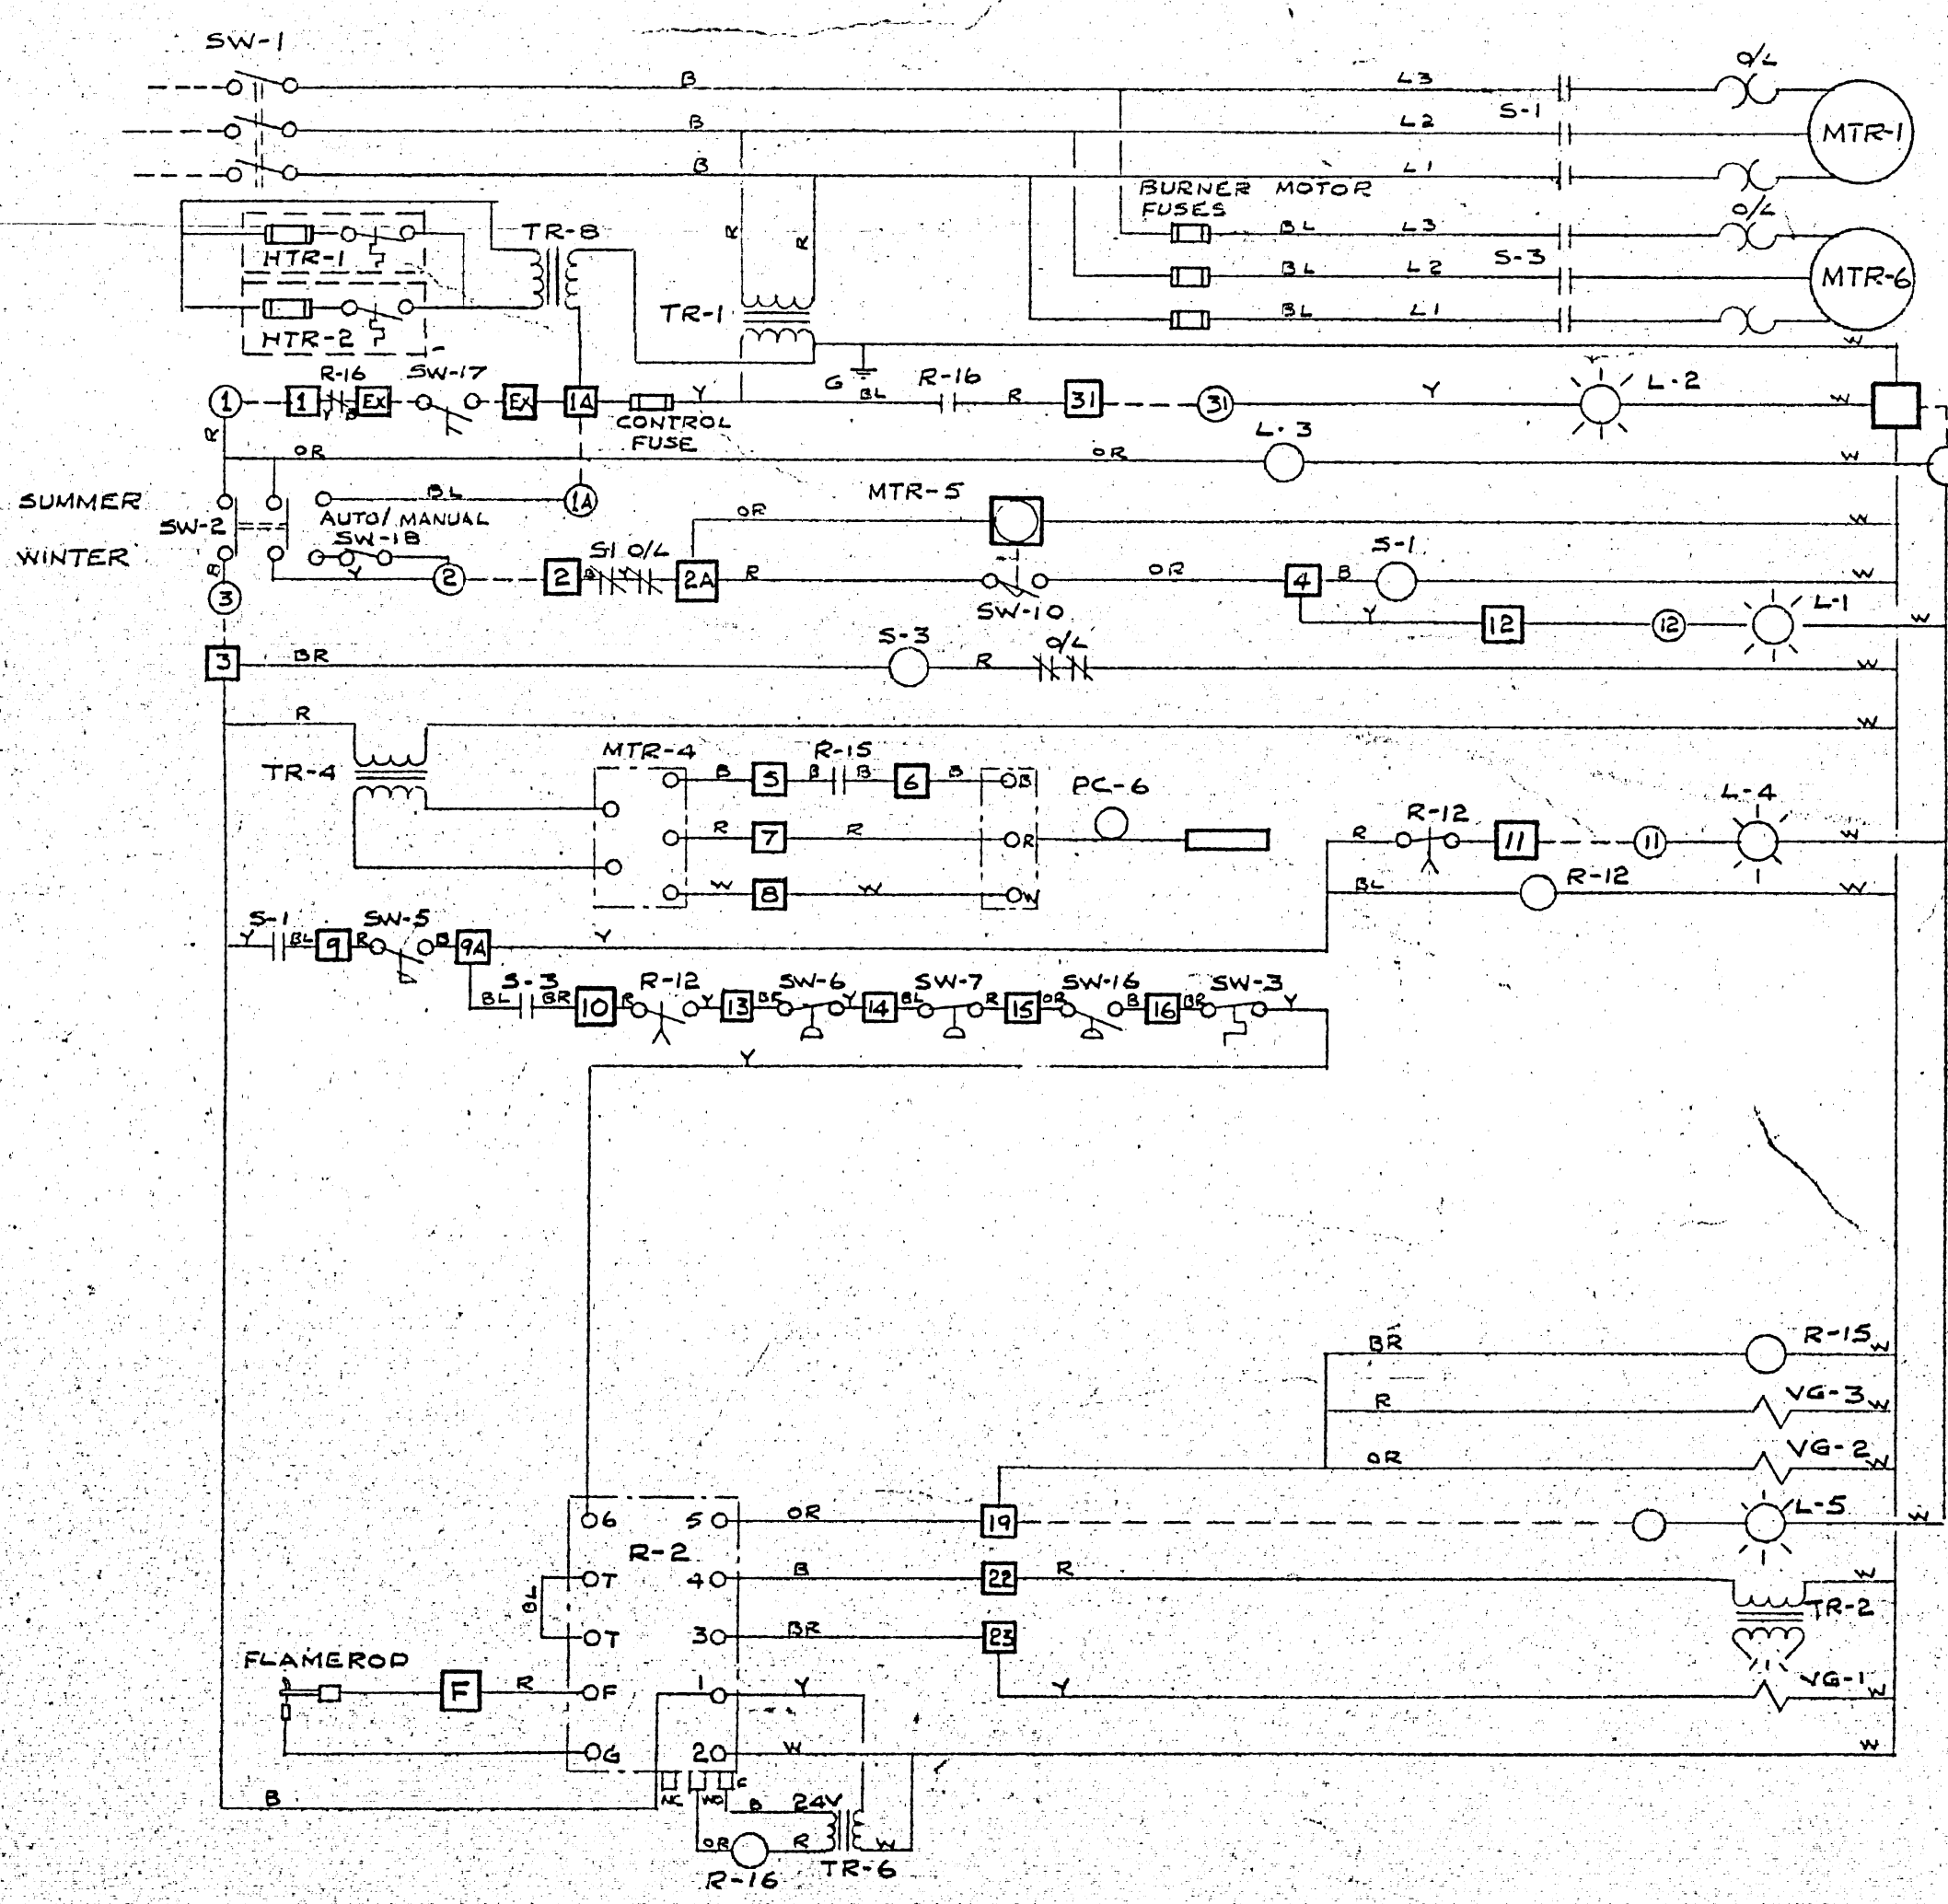 SW-1
B L3 O/L
B L2 S-1 MTR-1
B L1
BURNER MOTOR
FUSES
O/L
BL L3
BL L2 S-3 MTR-6
BL L1
TR-8
HTR-1
HTR-2
TR-1
R R
W
R-16 SW-17
1 1 Y B EX EX 1A Y
CONTROL
FUSE
G
BL R-16 R 31 31 Y L-2 W
R
OR OR L-3 W
SUMMER
SW-2
WINTER
BL 1A
AUTO/MANUAL
SW-18
Y 2 2 B S1 Y O/L 2A R
OR MTR-5 W
SW-10
OR 4 B S-1 W
Y 12 12 L-1 W
B
3
3 BR S-3 R O/L W
R W
TR-4
MTR-4 B 5 B R-15 B 6 B B
R 7 R R
W 8 W W
PC-6
R R-12 11 11 L-4 W
BL R-12 W
Y S-1 BL 9 R SW-5 B 9A Y
BL S-3 BR 10 R R-12 Y 13 BR SW-6 Y 14 BL SW-7 R 15 OR SW-16 B 16 BR SW-3 Y
Y
BR R-15 W
R VG-3 W
OR VG-2 W
6 5 OR 19 L-5 W
R-2
BL T 4 B 22 R W
TR-2
T 3 BR 23
FLAMEROD
F R F 1 Y
Y VG-1 W
G 2 W W
B
NC NO C
B 24V
OR R W
R-16 TR-6